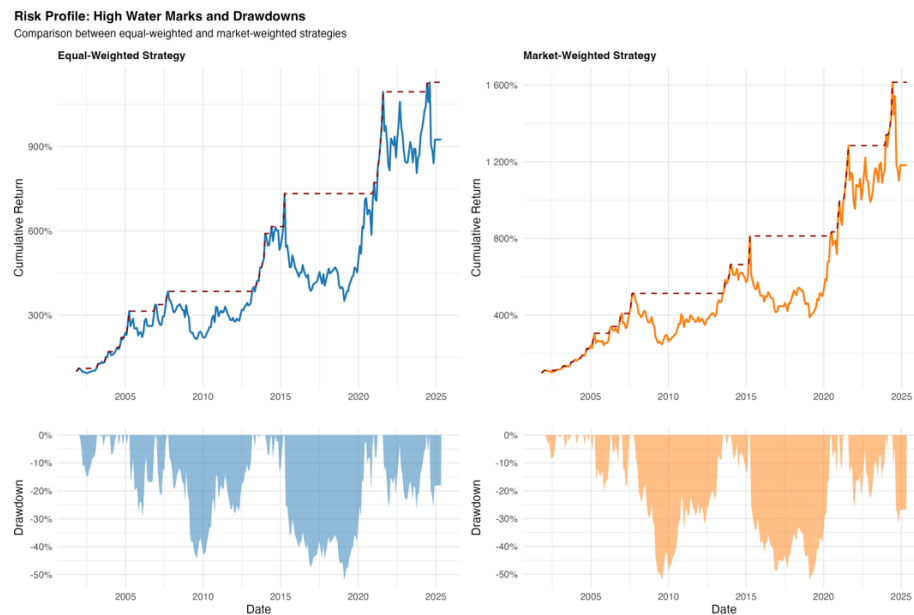 Risk Profile: High Water Marks and Drawdowns
Comparison between equal-weighted and market-weighted strategies
Equal-Weighted Strategy
Market-Weighted Strategy
Cumulative Return
900%
600%
300%
2005 2010 2015 2020 2025
Cumulative Return
1 600%
1 200%
800%
400%
2005 2010 2015 2020 2025
Drawdown
0%
-10%
-20%
-30%
-40%
-50%
2005 2010 2015 2020 2025
Date
Drawdown
0%
-10%
-20%
-30%
-40%
-50%
2005 2010 2015 2020 2025
Date